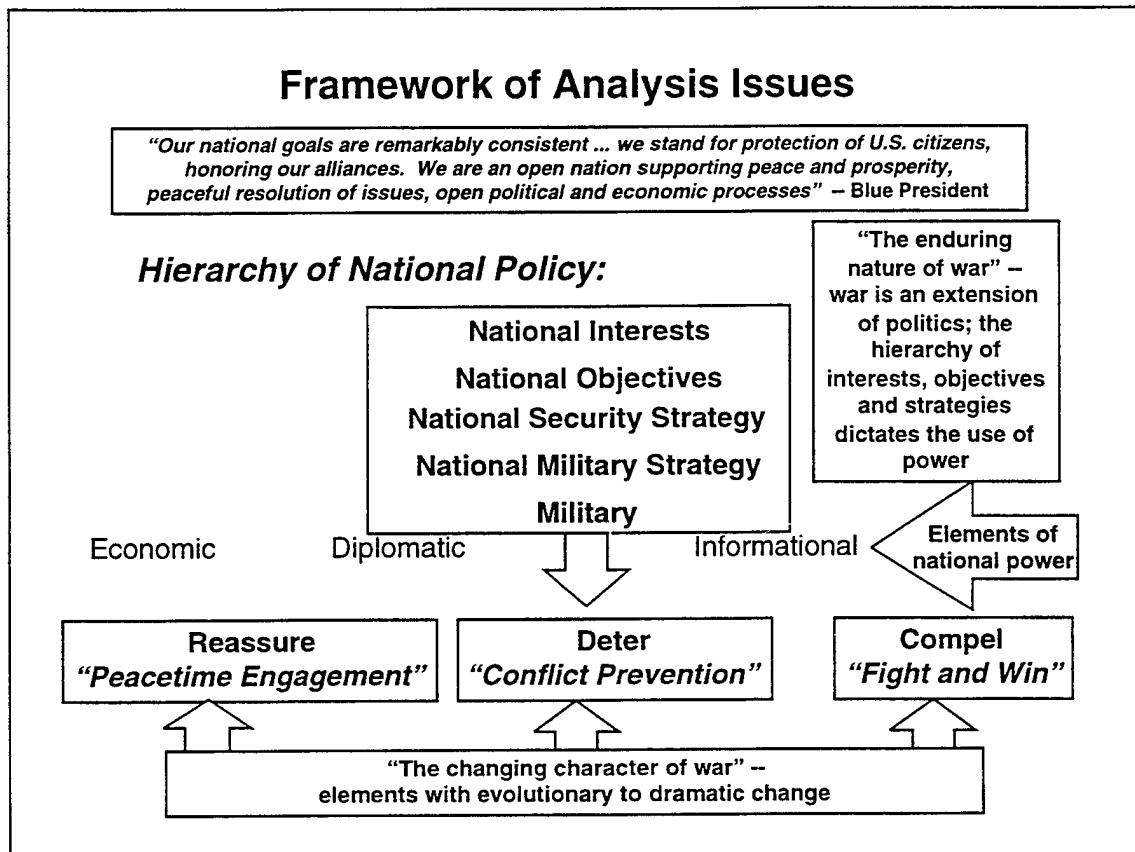 Framework of Analysis Issues
“Our national goals are remarkably consistent ... we stand for protection of U.S. citizens,
honoring our alliances. We are an open nation supporting peace and prosperity,
peaceful resolution of issues, open political and economic processes” -- Blue President
Hierarchy of National Policy:
National Interests
National Objectives
National Security Strategy
National Military Strategy
Military
“The enduring
nature of war” --
war is an extension
of politics; the
hierarchy of
interests, objectives
and strategies
dictates the use of
power
Economic
Diplomatic
Informational
Elements of
national power
Reassure
“Peacetime Engagement”
Deter
“Conflict Prevention”
Compel
“Fight and Win”
“The changing character of war” --
elements with evolutionary to dramatic change